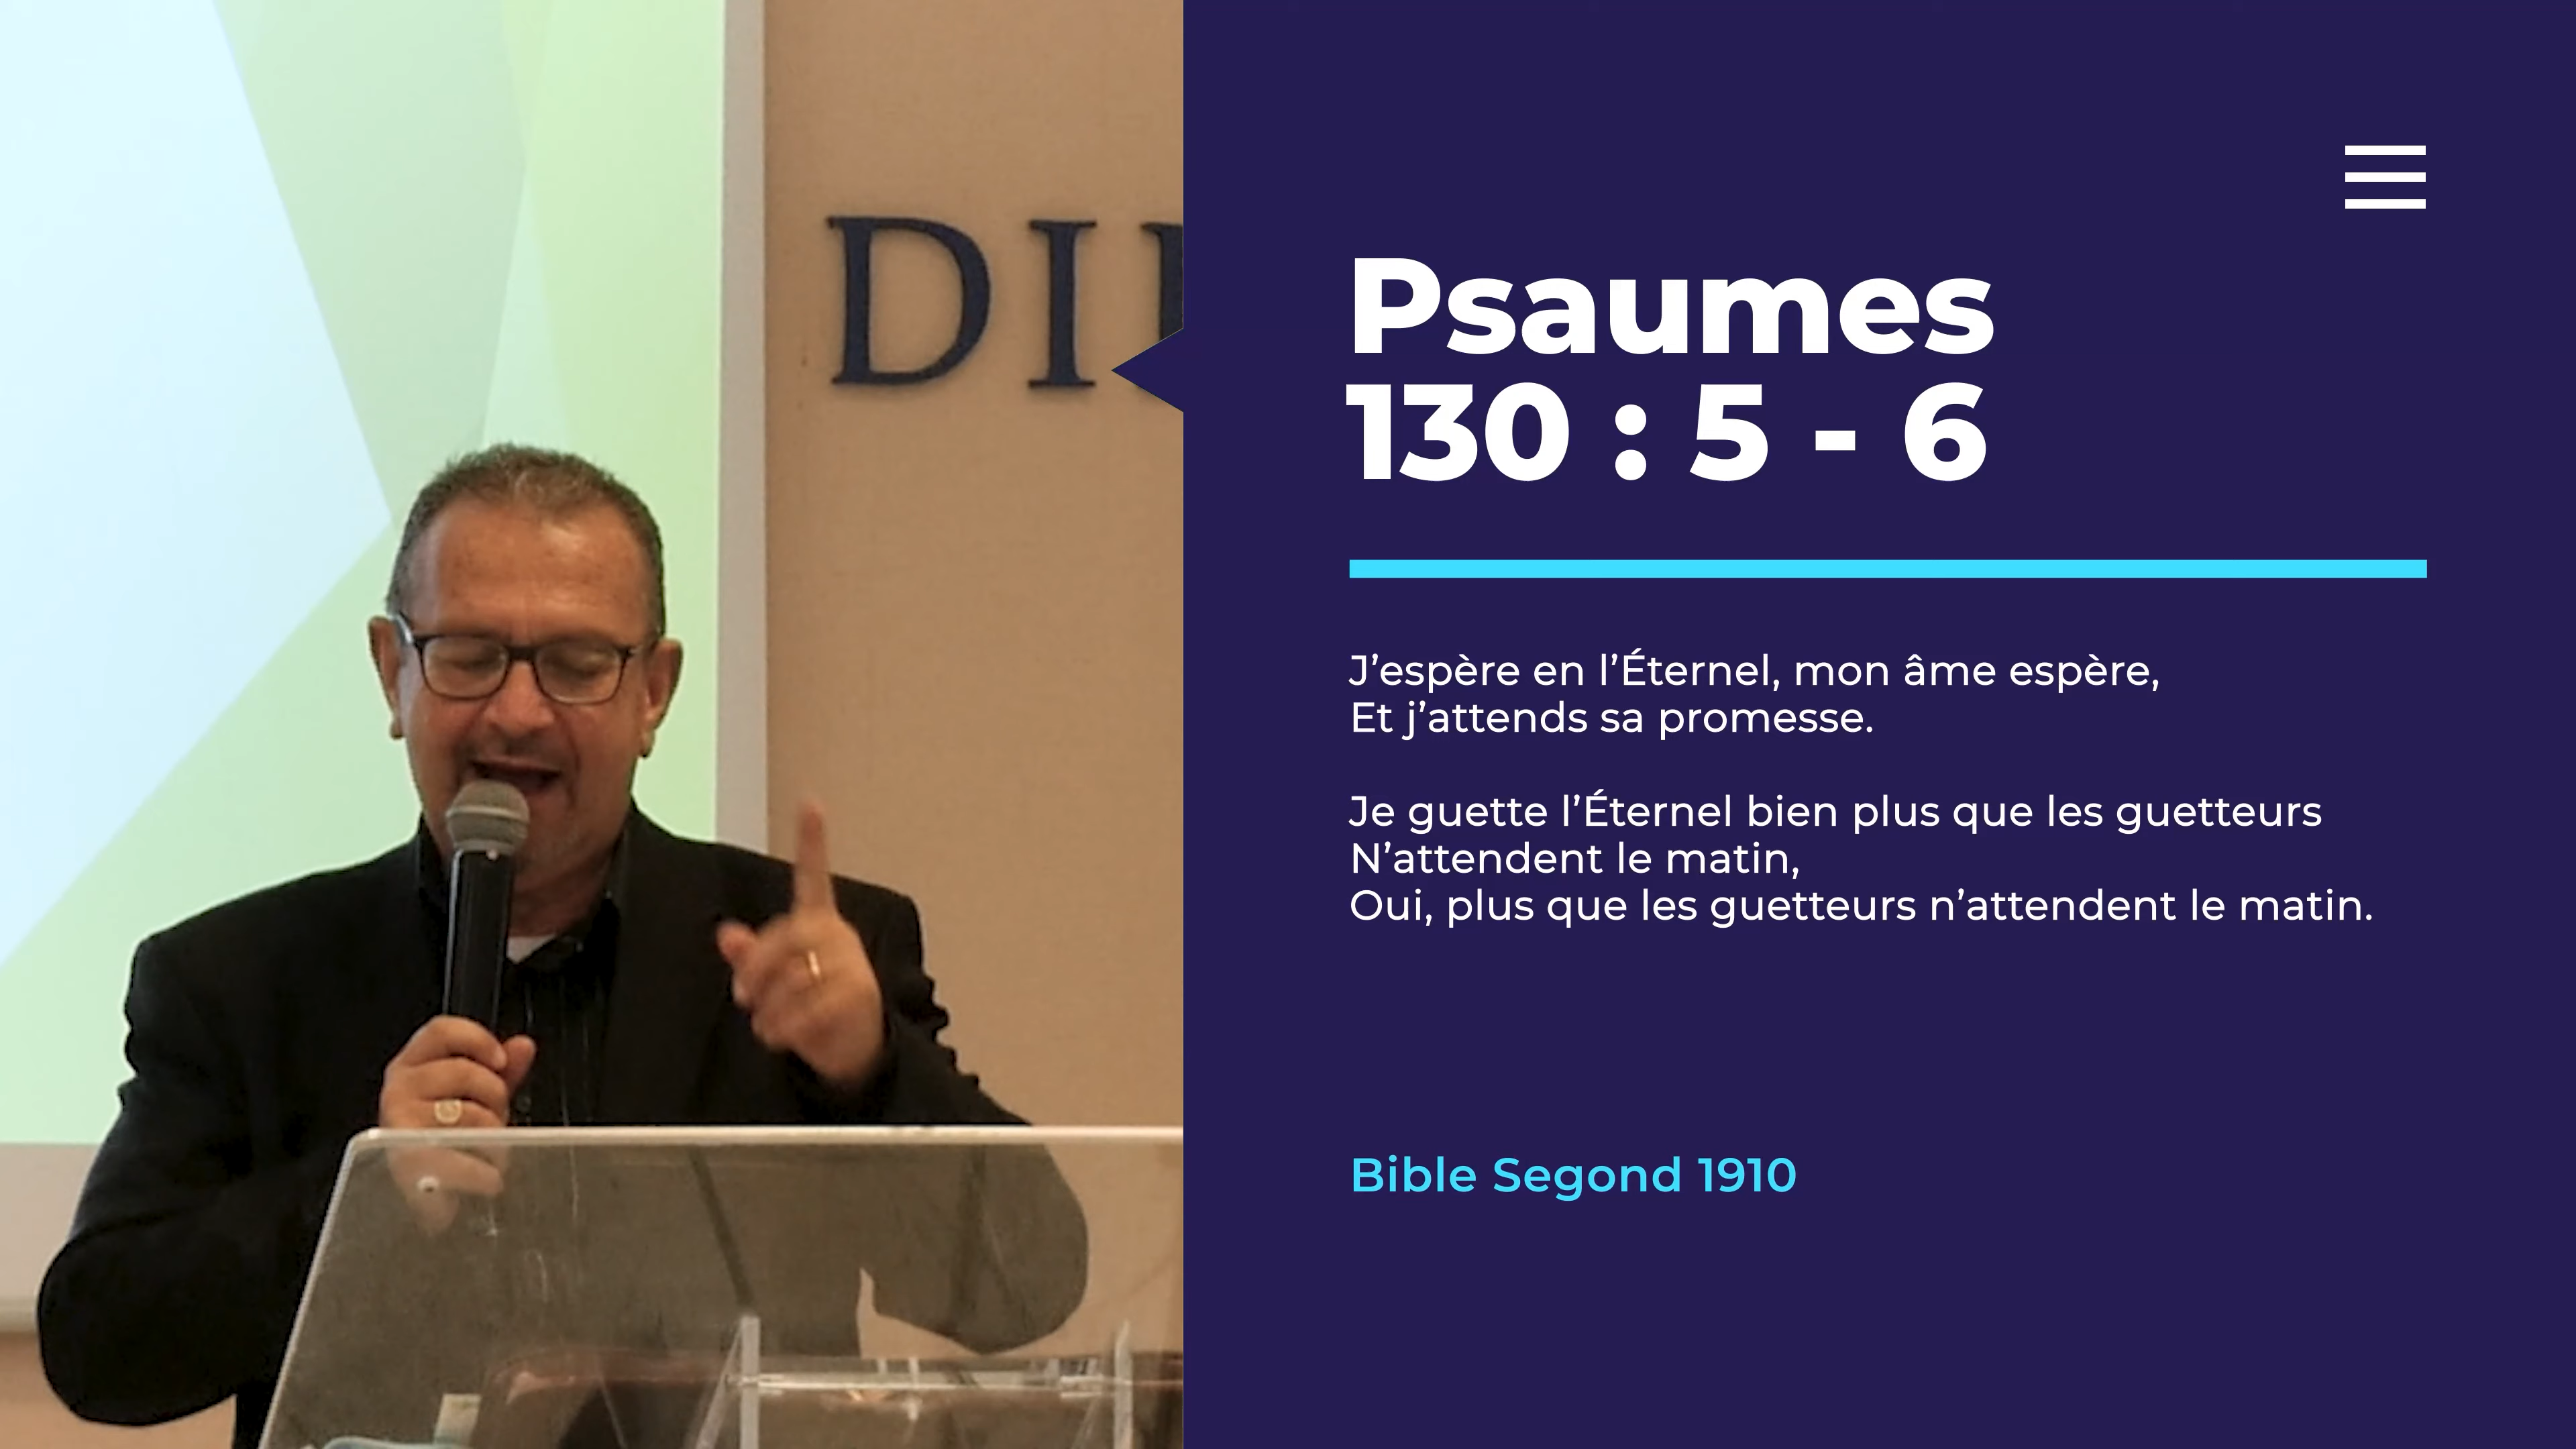 Psaumes
130 : 5 - 6
J’espère en l’Éternel, mon âme espère,
Et j’attends sa promesse.
Je guette l’Éternel bien plus que les guetteurs
N’attendent le matin,
Oui, plus que les guetteurs n’attendent le matin.
Bible Segond 1910